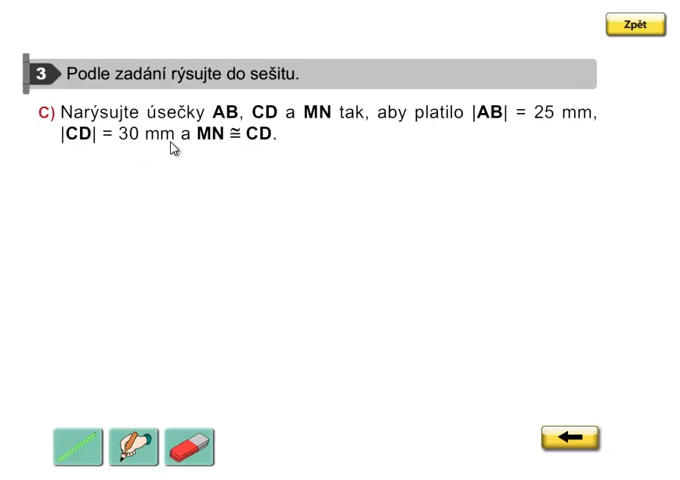 Zpět
3 Podle zadání rýsujte do sešitu.
C) Narýsujte úsečky AB, CD a MN tak, aby platilo |AB| = 25 mm,
|CD| = 30 mm a MN ≅ CD.